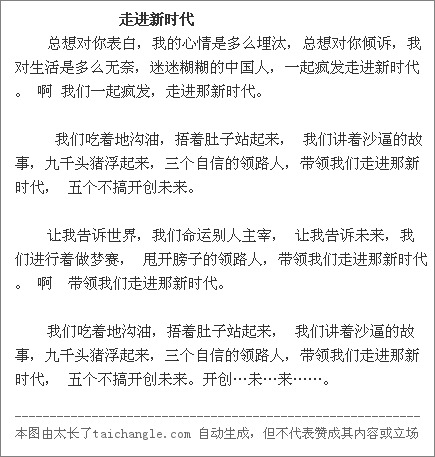 走进新时代
总想对你表白，我的心情是多么埋汰，总想对你倾诉，我
对生活是多么无奈，迷迷糊糊的中国人，一起疯发走进新时代
。 啊 我们一起疯发，走进那新时代。
我们吃着地沟油，捂着肚子站起来， 我们讲着沙逼的故
事，九千头猪浮起来，三个自信的领路人，带领我们走进那新
时代， 五个不搞开创未来。
让我告诉世界，我们命运别人主宰， 让我告诉未来，我
们进行着做梦赛， 甩开膀子的领路人，带领我们走进那新时代
。 啊 带领我们走进那新时代。
我们吃着地沟油，捂着肚子站起来， 我们讲着沙逼的故
事，九千头猪浮起来，三个自信的领路人，带领我们走进那新
时代， 五个不搞开创未来。开创…未…来……。
本图由太长了taichangle.com 自动生成，但不代表赞成其内容或立场